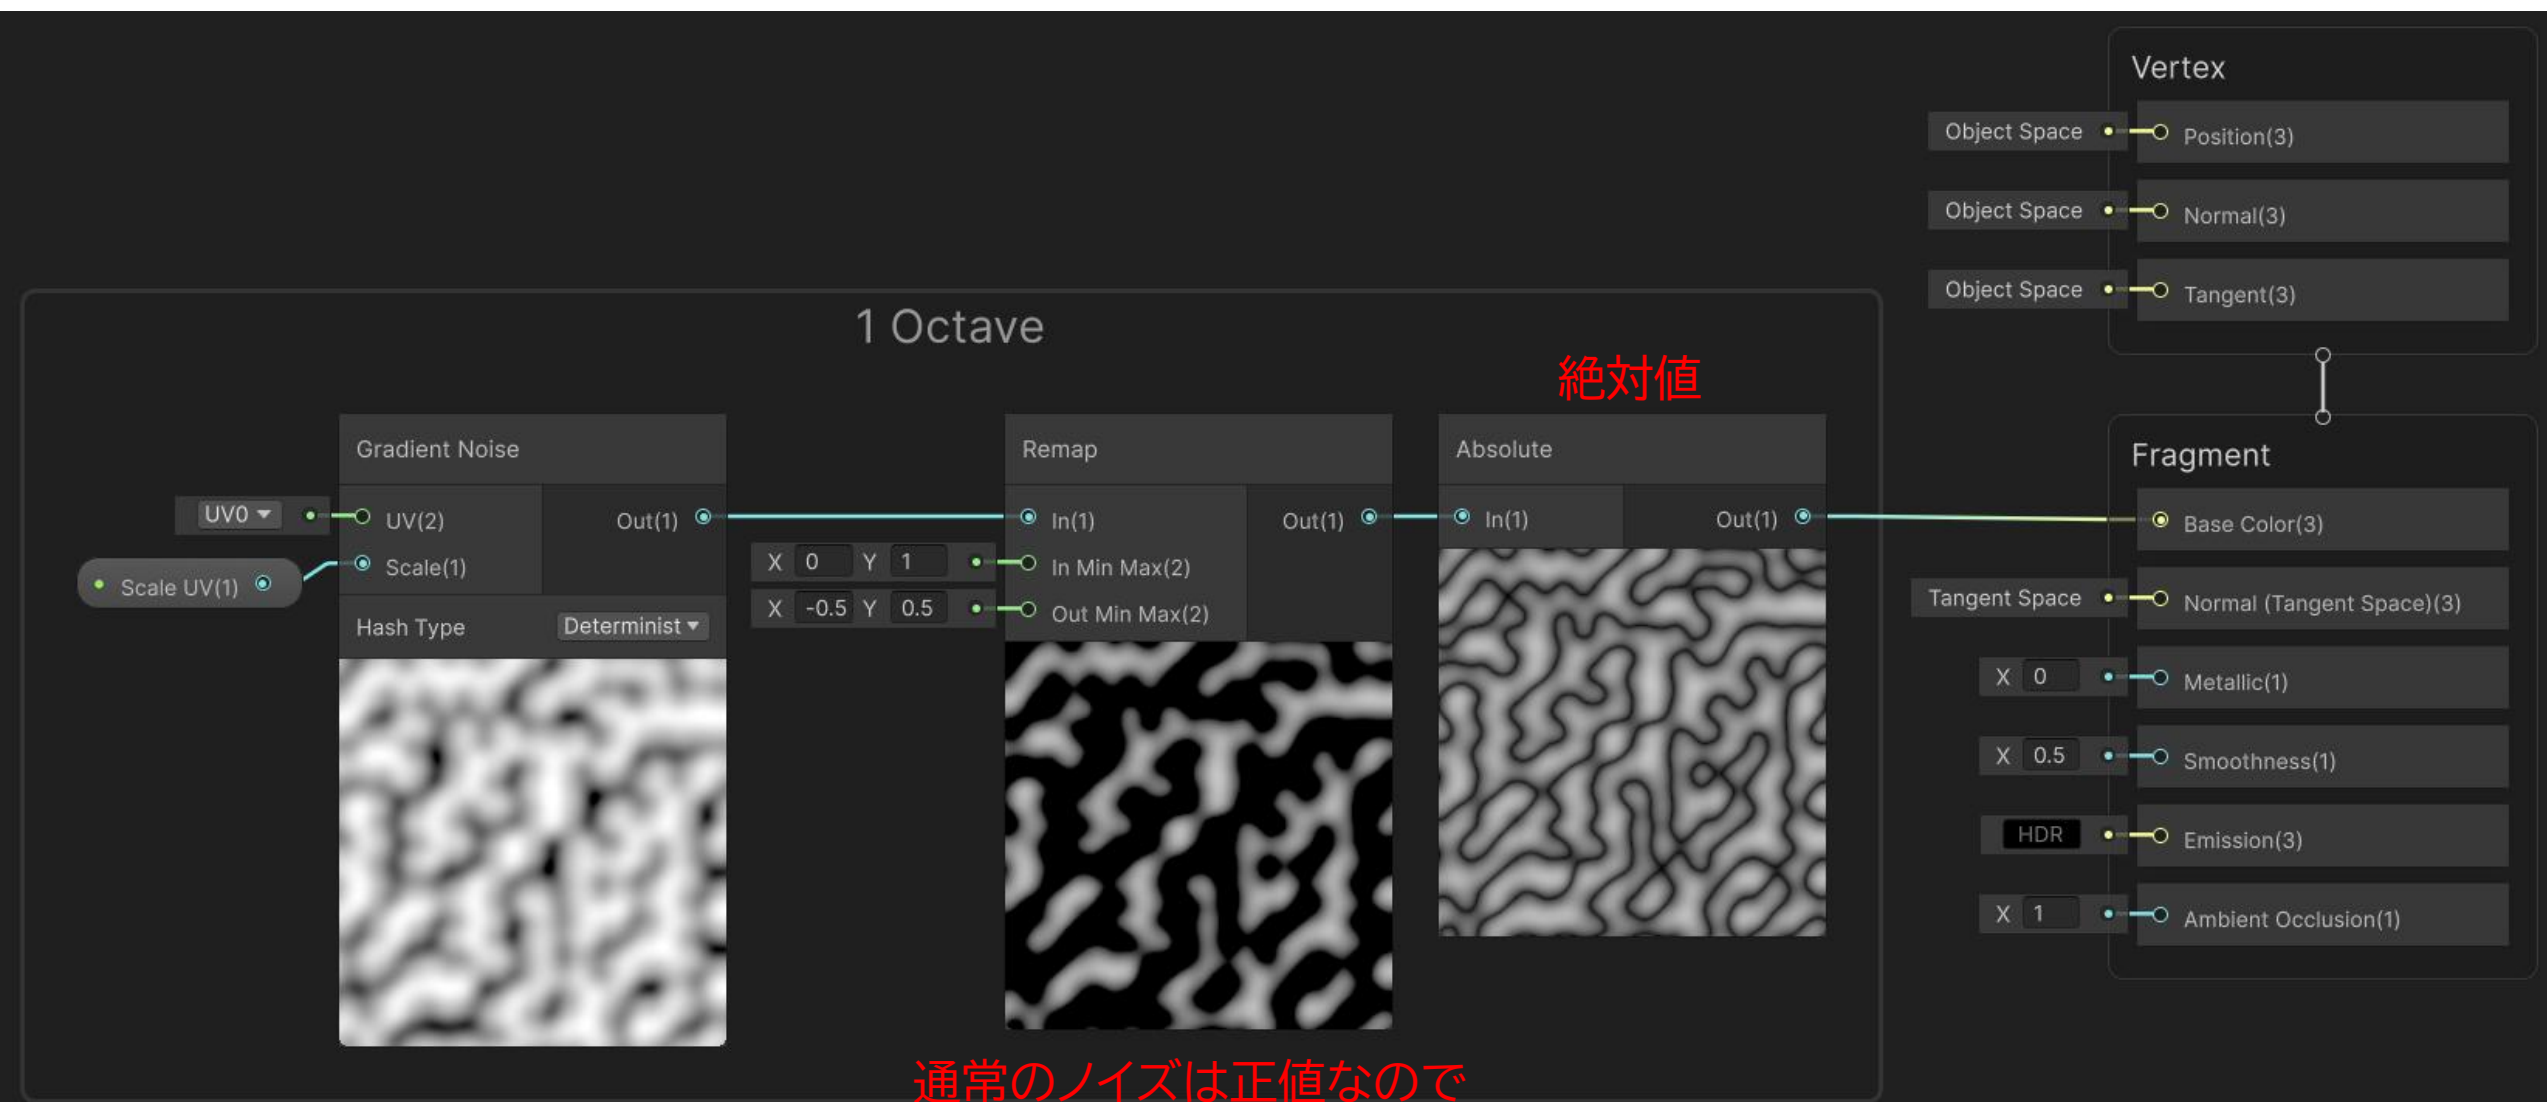 Vertex
Object Space
Position(3)
Object Space
Normal(3)
Object Space
Tangent(3)
1 Octave
絶対値
Gradient Noise
UV0
UV(2)
Out(1)
Scale UV(1)
Scale(1)
Hash Type
Determinist
Remap
In(1)
Out(1)
X 0 Y 1
In Min Max(2)
X -0.5 Y 0.5
Out Min Max(2)
Absolute
In(1)
Out(1)
Fragment
Base Color(3)
Tangent Space
Normal (Tangent Space)(3)
X 0
Metallic(1)
X 0.5
Smoothness(1)
HDR
Emission(3)
X 1
Ambient Occlusion(1)
通常のノイズは正値なので